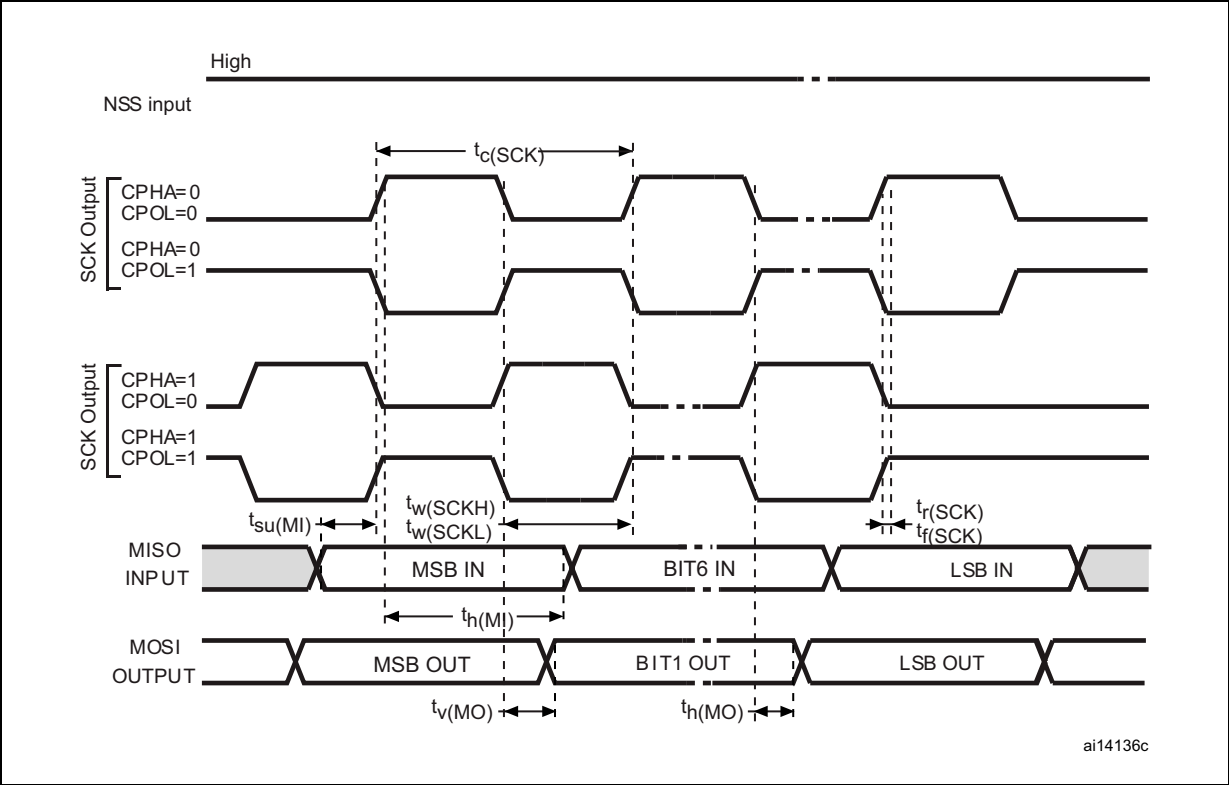 High
NSS input
tc(SCK)
SCK Output
CPHA=0
CPOL=0
CPHA=0
CPOL=1
SCK Output
CPHA=1
CPOL=0
CPHA=1
CPOL=1
tsu(MI)
tw(SCKH)
tw(SCKL)
tr(SCK)
tf(SCK)
MISO
INPUT
MSB IN
BIT6 IN
LSB IN
th(MI)
MOSI
OUTPUT
MSB OUT
BIT1 OUT
LSB OUT
tv(MO)
th(MO)
ai14136c